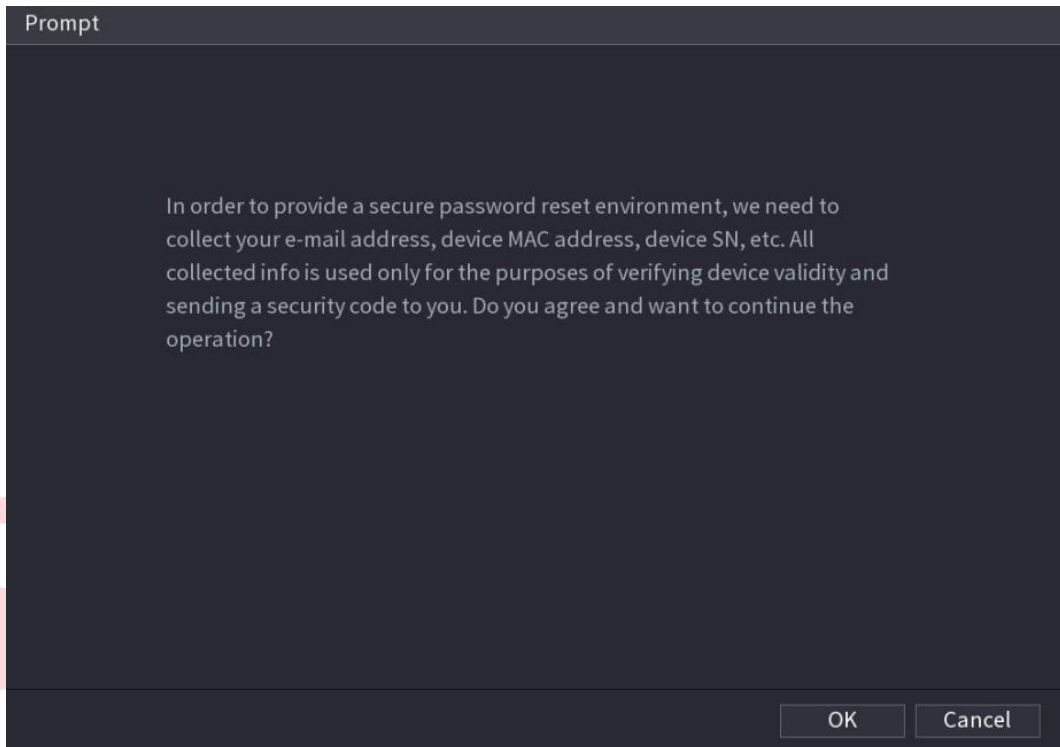 Prompt
In order to provide a secure password reset environment, we need to
collect your e-mail address, device MAC address, device SN, etc. All
collected info is used only for the purposes of verifying device validity and
sending a security code to you. Do you agree and want to continue the
operation?
OK
Cancel